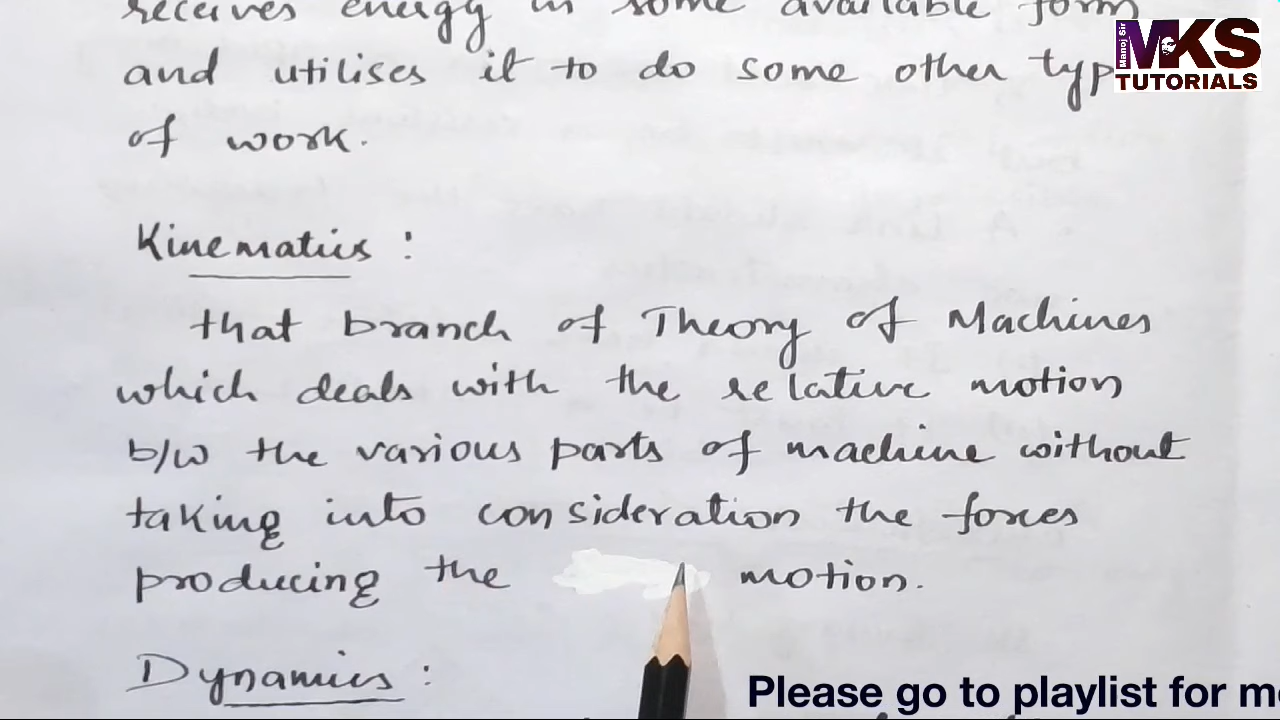 receives energy in some available form
and utilises it to do some other typ
of work.
Kinematics :
that branch of Theory of Machines
which deals with the relative motion
b/w the various parts of machine without
taking into consideration the forces
producing the motion.
Dynamics :
Manoj Sir
MKS
TUTORIALS
Please go to playlist for m